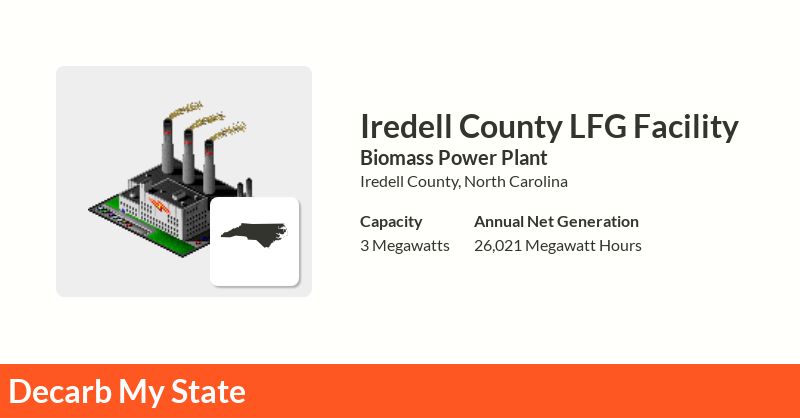 Iredell County LFG Facility
Biomass Power Plant
Iredell County, North Carolina
Capacity
Annual Net Generation
3 Megawatts
26,021 Megawatt Hours
Decarb My State